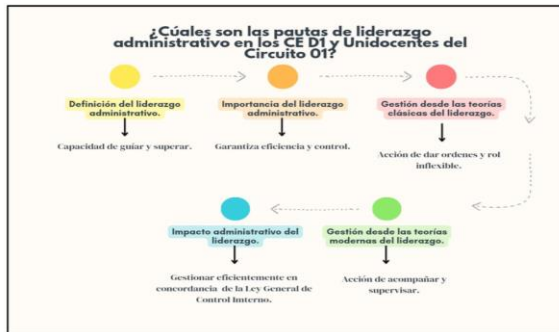 ¿Cúales son las pautas de liderazgo
administrativo en los CE D1 y Unidocentes del
Circuito 01?
Definición del liderazgo
administrativo.
Capacidad de guiar y superar.
Importancia del liderazgo
administrativo.
Garantiza eficiencia y control.
Gestión desde las teorías
clásicas del liderazgo.
Acción de dar ordenes y rol
inflexible.
Impacto administrativo del
liderazgo.
Gestionar eficientemente en
concordancia de la Ley General de
Control Imterno.
Gestión desde las teorías
modernas del liderazgo.
Acción de acompañar y
supervisar.